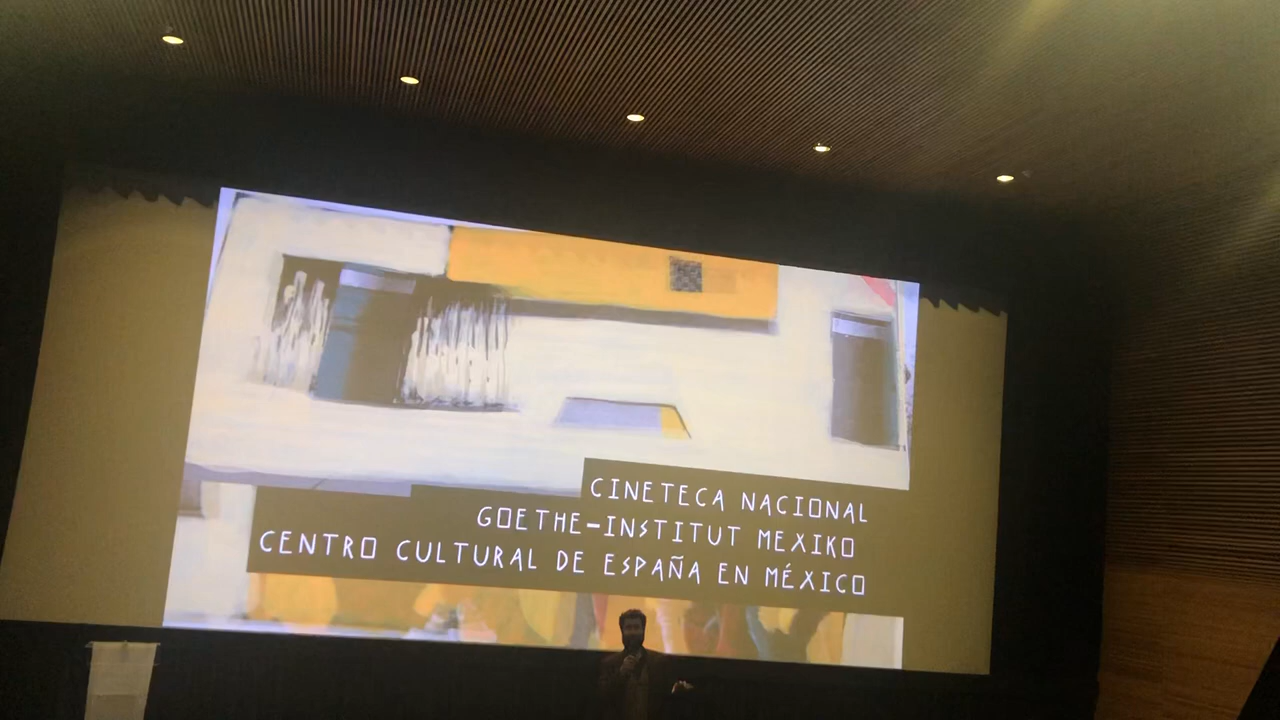 CINETECA NACIONAL
GOETHE-INSTITUT MEXIKO
CENTRO CULTURAL DE ESPAÑA EN MÉXICO